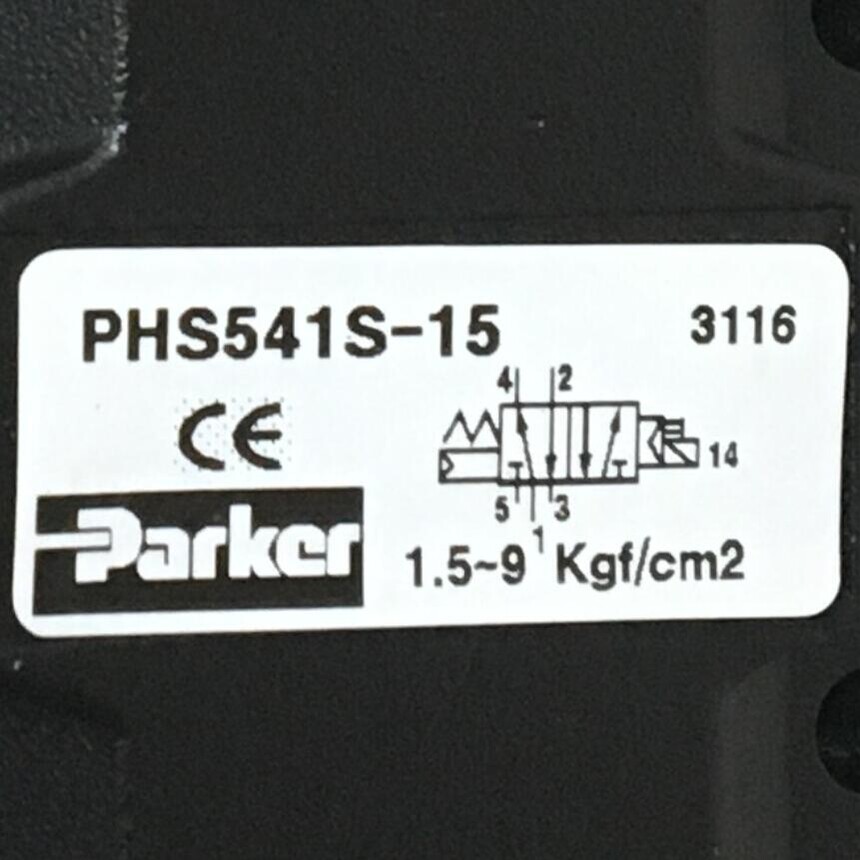 PHS541S-15 3116
4 2
CE
14
5 3
1
Parker
1.5~9 Kgf/cm2